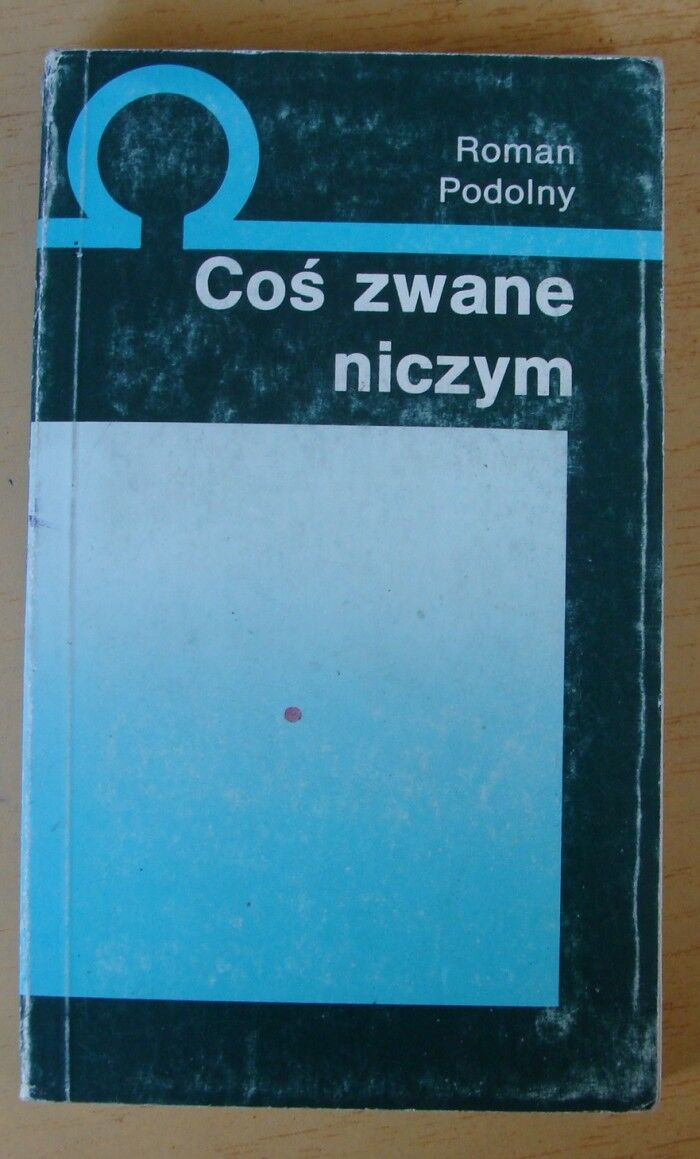 Roman
Podolny
Coś zwane
niczym